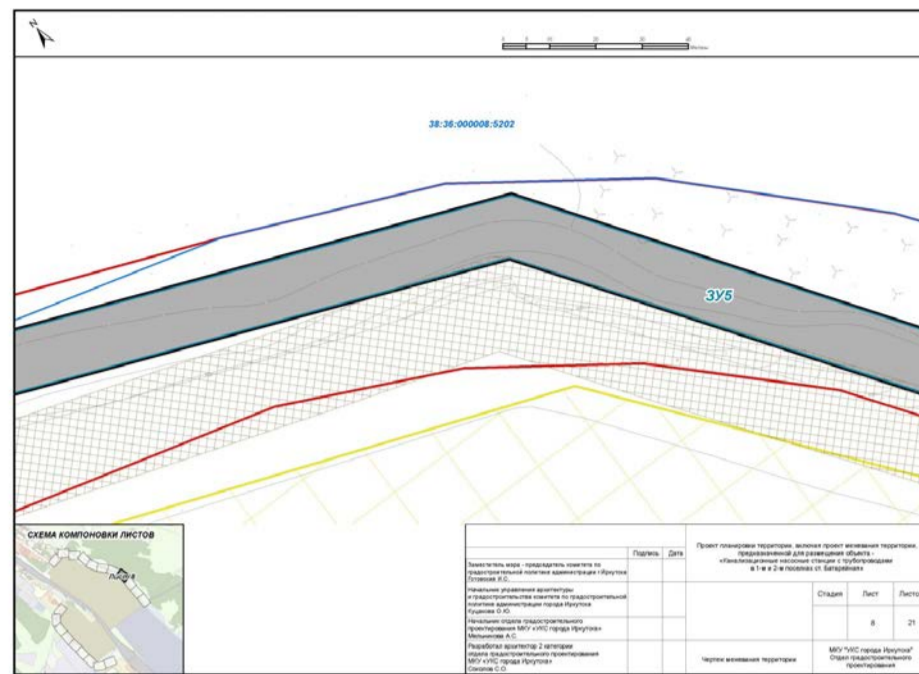 N
Метры
38:36:000008:5202
ЗУ5
СХЕМА КОМПОНОВКИ ЛИСТОВ
Лист 8
Подпись Дата
Заместитель мэра - председатель комитета по
градостроительной политике администрации г.Иркутска
И.С.
Начальник управления архитектуры
и градостроительства комитета по градостроительной
политике администрации города Иркутска
О.Ю.
Начальник отдела градостроительного
проектирования МКУ «УКС города Иркутска»
Мельникова А.С.
Разработал архитектор 2 категории
отдела градостроительного проектирования
МКУ «УКС города Иркутска»
Соколов С.О.
Проект планировки территории, включая проект межевания территории,
предназначенной для размещения объекта -
«Канализационные насосные станции с трубопроводами
в 1-м и 2-м поселках ст. Батарейная»
Стадия Лист
8 21
Чертеж межевания территории
МКУ "УКС города Иркутска"
Отдел градостроительного
проектирования